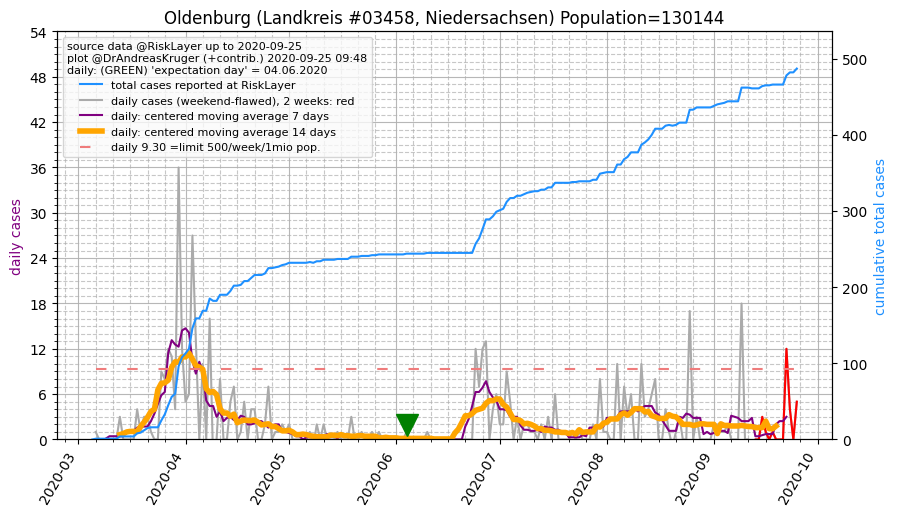 Oldenburg (Landkreis #03458, Niedersachsen) Population=130144
source data @RiskLayer up to 2020-09-25
plot @DrAndreasKruger (+contrib.) 2020-09-25 09:48
daily: (GREEN) 'expectation day' = 04.06.2020
total cases reported at RiskLayer
daily cases (weekend-flawed), 2 weeks: red
daily: centered moving average 7 days
daily: centered moving average 14 days
daily 9.30 =limit 500/week/1mio pop.
daily cases
54
48
42
36
30
24
18
12
6
0
cumulative total cases
500
400
300
200
100
0
2020-03
2020-04
2020-05
2020-06
2020-07
2020-08
2020-09
2020-10